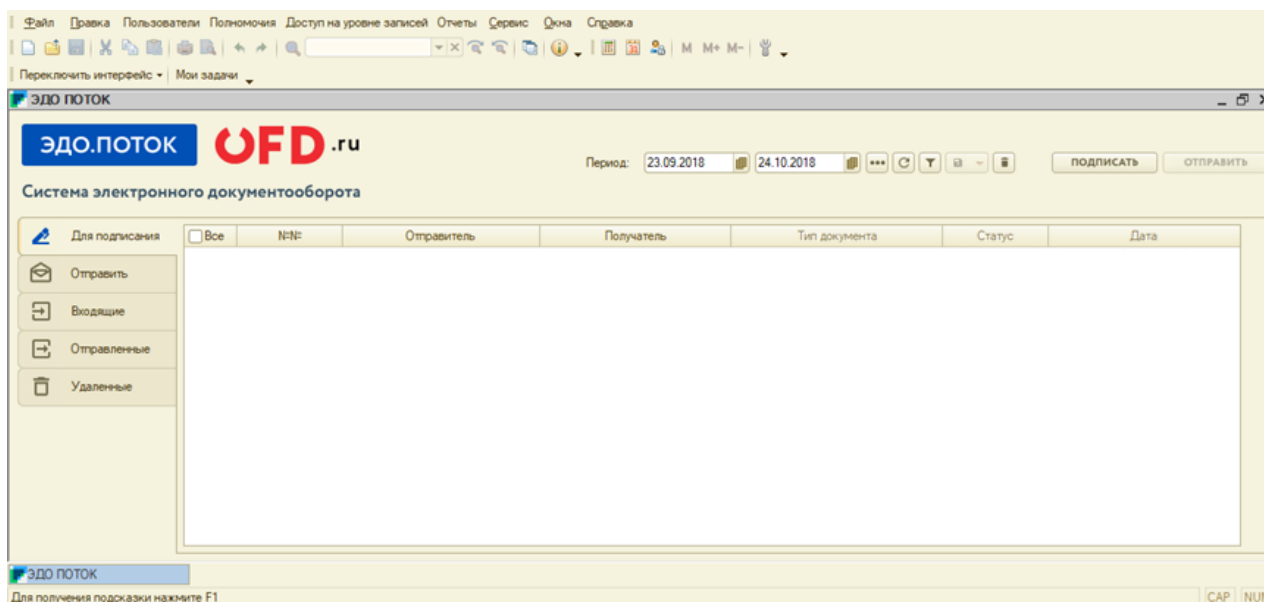 Файл Правка Пользователи Полномочия Доступ на уровне записей Отчеты Сервис Окна Справка
M M+ M-
Переключить интерфейс Мои задачи
ЭДО ПОТОК
ЭДО.ПОТОК OFD.ru
Период: 23.09.2018 24.10.2018 ПОДПИСАТЬ ОТПРАВИТЬ
Система электронного документооборота
Для подписания Все №№ Отправитель Получатель Тип документа Статус Дата
Отправить
Входящие
Отправленные
Удаленные
ЭДО ПОТОК
Для получения подсказки нажмите F1 CAP NUM